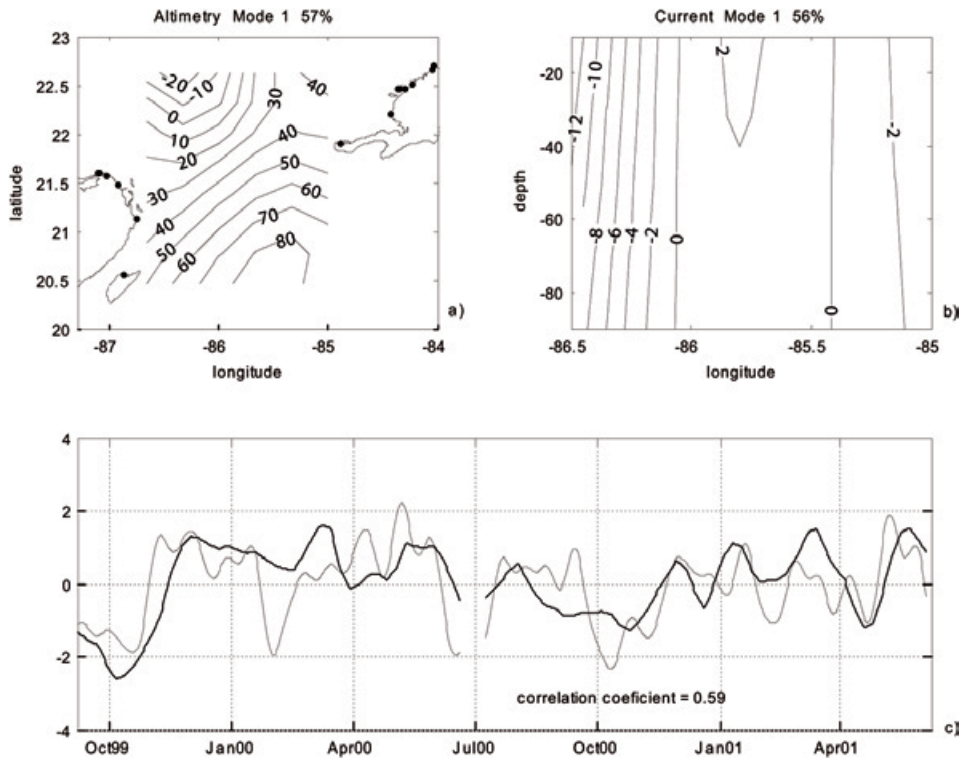 Altimetry Mode 1 57%
23
22.5
22
21.5
21
20.5
20
latitude
-87
-86
-85
-84
longitude
-20
-10
0
10
20
30
40
50
60
30
40
40
50
60
70
80
a)
Current Mode 1 56%
-20
-40
-60
-80
depth
-86.5
-86
-85.5
-85
longitude
-12
-10
-8
-6
-4
-2
0
2
0
-2
b)
4
2
0
-2
-4
Oct99
Jan00
Apr00
Jul00
Oct00
Jan01
Apr01
correlation coeficient = 0.59
c)